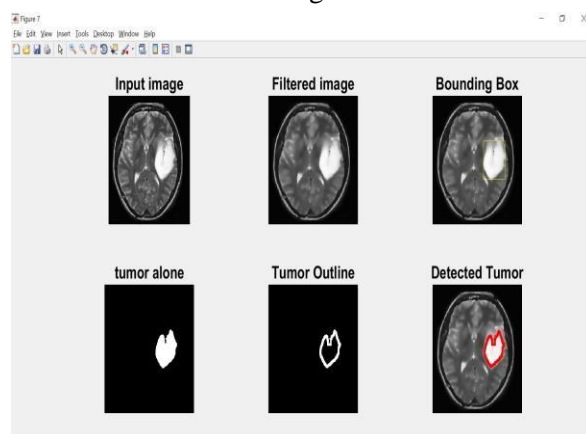 Figure 7
File Edit View Insert Tools Desktop Window Help
Input image Filtered image Bounding Box
tumor alone Tumor Outline Detected Tumor